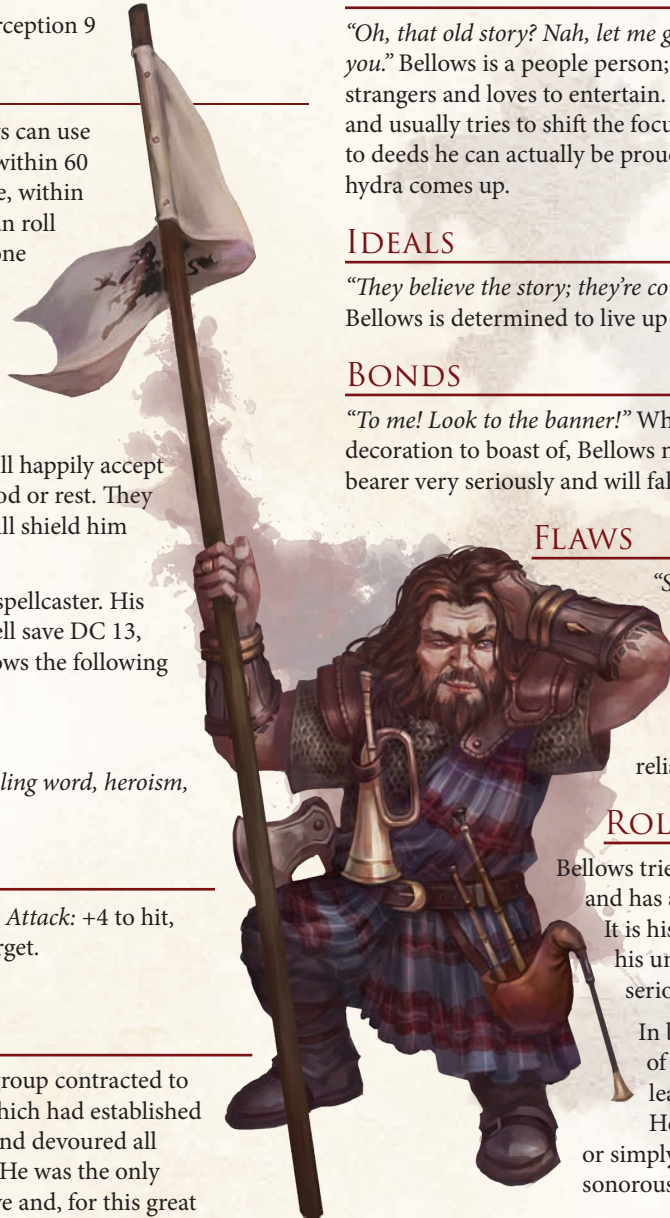 rception 9
s can use
within 60
e, within
n roll
one
ll happily accept
od or rest. They
ll shield him
spellcaster. His
ell save DC 13,
ows the following
ling word, heroism,
Attack: +4 to hit,
rget.
group contracted to
hich had established
nd devoured all
He was the only
ve and, for this great
“Oh, that old story? Nah, let me g
you.” Bellows is a people person;
strangers and loves to entertain.
and usually tries to shift the focu
to deeds he can actually be prou
hydra comes up.
Ideals
“They believe the story; they’re co
Bellows is determined to live up
Bonds
“To me! Look to the banner!” Wh
decoration to boast of, Bellows n
bearer very seriously and will fal
Flaws
“S
relia
Rol
Bellows trie
and has a
It is his
his un
serio
In b
of
lea
He
or simply
sonorous